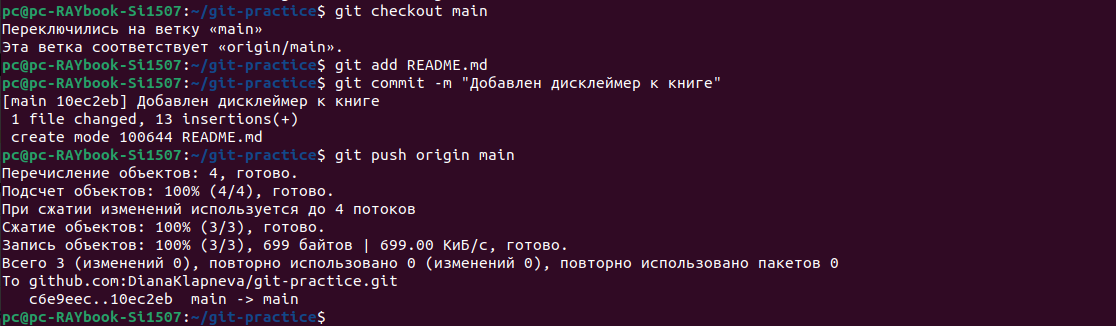 pc@pc-RAYbook-Si1507:~/git-practice$ git checkout main
Переключились на ветку «main»
Эта ветка соответствует «origin/main».
pc@pc-RAYbook-Si1507:~/git-practice$ git add README.md
pc@pc-RAYbook-Si1507:~/git-practice$ git commit -m "Добавлен дисклеймер к книге"
[main 10ec2eb] Добавлен дисклеймер к книге
 1 file changed, 13 insertions(+)
 create mode 100644 README.md
pc@pc-RAYbook-Si1507:~/git-practice$ git push origin main
Перечисление объектов: 4, готово.
Подсчет объектов: 100% (4/4), готово.
При сжатии изменений используется до 4 потоков
Сжатие объектов: 100% (3/3), готово.
Запись объектов: 100% (3/3), 699 байтов | 699.00 КиБ/с, готово.
Всего 3 (изменений 0), повторно использовано 0 (изменений 0), повторно использовано пакетов 0
To github.com:DianaKlapneva/git-practice.git
   c6e9eec..10ec2eb  main -> main
pc@pc-RAYbook-Si1507:~/git-practice$